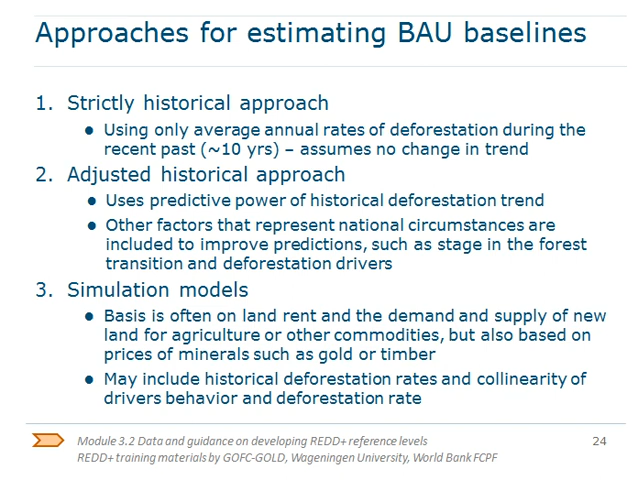 Approaches for estimating BAU baselines
1. Strictly historical approach
● Using only average annual rates of deforestation during the
recent past (~10 yrs) – assumes no change in trend
2. Adjusted historical approach
● Uses predictive power of historical deforestation trend
● Other factors that represent national circumstances are
included to improve predictions, such as stage in the forest
transition and deforestation drivers
3. Simulation models
● Basis is often on land rent and the demand and supply of new
land for agriculture or other commodities, but also based on
prices of minerals such as gold or timber
● May include historical deforestation rates and collinearity of
drivers behavior and deforestation rate
Module 3.2 Data and guidance on developing REDD+ reference levels
REDD+ training materials by GOFC-GOLD, Wageningen University, World Bank FCPF
24